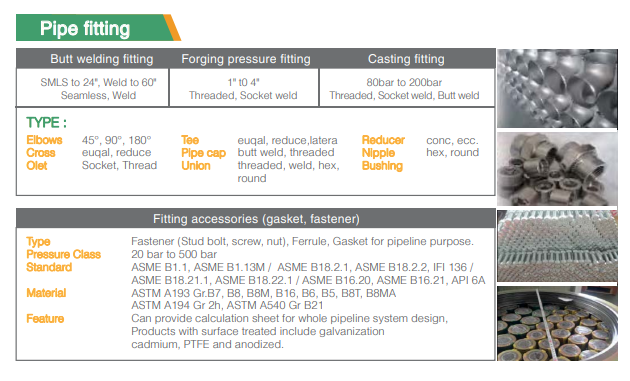 Pipe fitting
Butt welding fitting Forging pressure fitting Casting fitting
SMLS to 24", Weld to 60" 1" t0 4" 80bar to 200bar
Seamless, Weld Threaded, Socket weld Threaded, Socket weld, Butt weld
TYPE :
Elbows 45°, 90°, 180° Tee euqal, reduce,latera Reducer conc, ecc.
Cross euqal, reduce Pipe cap butt weld, threaded Nipple hex, round
Olet Socket, Thread Union threaded, weld, hex, Bushing
round
Fitting accessories (gasket, fastener)
Type Fastener (Stud bolt, screw, nut), Ferrule, Gasket for pipeline purpose.
Pressure Class 20 bar to 500 bar
Standard ASME B1.1, ASME B1.13M / ASME B18.2.1, ASME B18.2.2, IFI 136 /
ASME B18.21.1, ASME B18.22.1 / ASME B16.20, ASME B16.21, API 6A
Material ASTM A193 Gr.B7, B8, B8M, B16, B6, B5, B8T, B8MA
ASTM A194 Gr 2h, ASTM A540 Gr B21
Feature Can provide calculation sheet for whole pipeline system design,
Products with surface treated include galvanization
cadmium, PTFE and anodized.